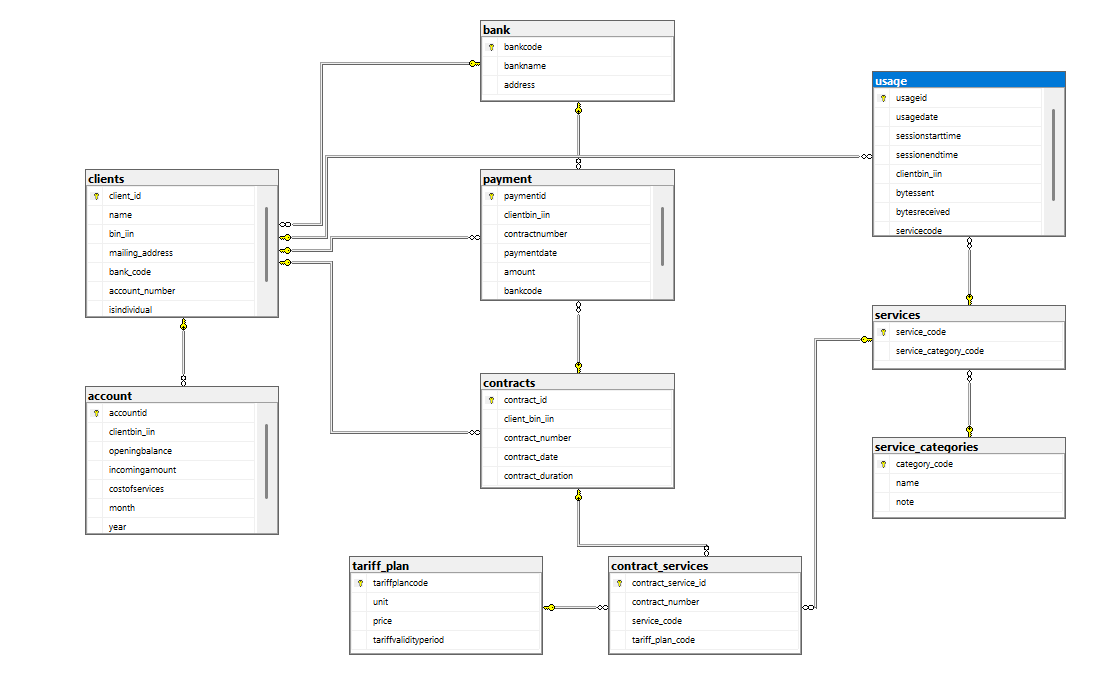 bank
bankcode
bankname
address
usage
usageid
usagedate
sessionstarttime
sessionendtime
clientbin_iin
bytessent
bytesreceived
servicecode
clients
client_id
name
bin_iin
mailing_address
bank_code
account_number
isindividual
payment
paymentid
clientbin_iin
contractnumber
paymentdate
amount
bankcode
services
service_code
service_category_code
contracts
contract_id
client_bin_iin
contract_number
contract_date
contract_duration
account
accountid
clientbin_iin
openingbalance
incomingamount
costofservices
month
year
service_categories
category_code
name
note
tariff_plan
tariffplancode
unit
price
tariffvalidityperiod
contract_services
contract_service_id
contract_number
service_code
tariff_plan_code